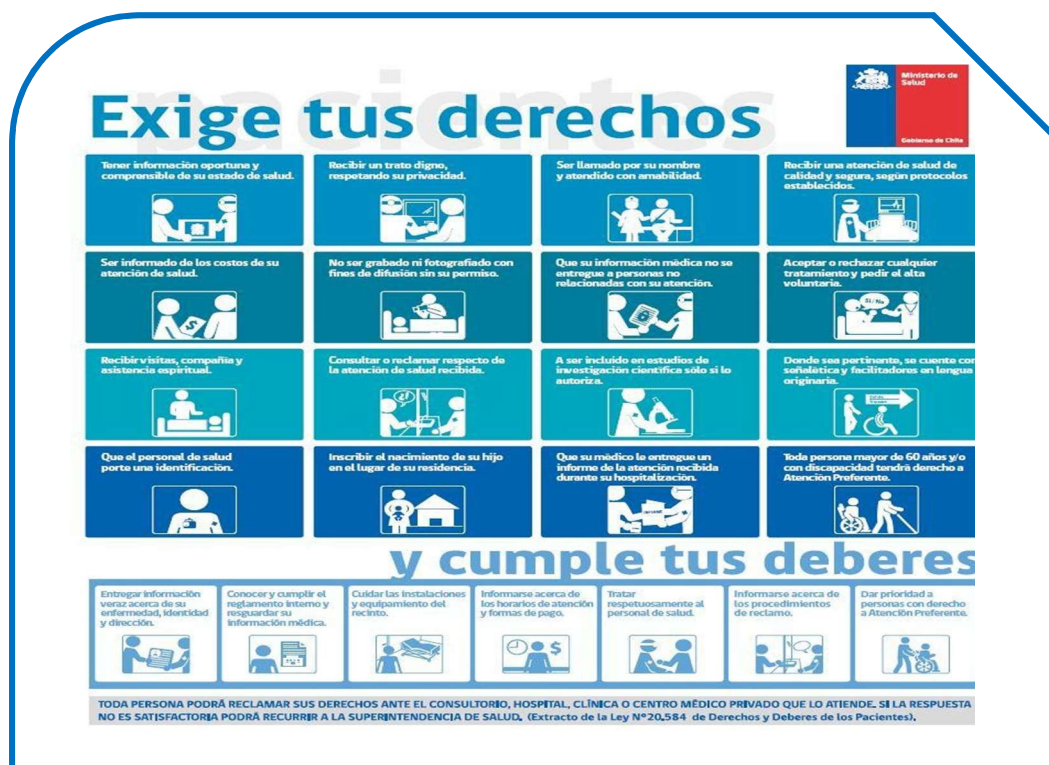 pacientes
Exige tus derechos
Ministerio de
Salud
Gobierno de Chile
Tener información oportuna y
comprensible de su estado de salud.
Recibir un trato digno,
respetando su privacidad.
Ser llamado por su nombre
y atendido con amabilidad.
Recibir una atención de salud de
calidad y segura, según protocolos
establecidos.
Ser informado de los costos de su
atención de salud.
No ser grabado ni fotografiado con
fines de difusión sin su permiso.
Que su información médica no se
entregue a personas no
relacionadas con su atención.
Aceptar o rechazar cualquier
tratamiento y pedir el alta
voluntaria.
$
Si/No
Recibir visitas, compañía y
asistencia espiritual.
Consultar o reclamar respecto de
la atención de salud recibida.
A ser incluido en estudios de
investigación científica sólo si lo
autoriza.
Donde sea pertinente, se cuente con
señalética y facilitadores en lengua
originaria.
Que el personal de salud
porte una identificación.
Inscribir el nacimiento de su hijo
en el lugar de su residencia.
Que su médico le entregue un
informe de la atención recibida
durante su hospitalización.
Toda persona mayor de 60 años y/o
con discapacidad tendrá derecho a
Atención Preferente.
y cumple tus deberes
Entregar información
veraz acerca de su
enfermedad, identidad
y dirección.
Conocer y cumplir el
reglamento interno y
resguardar su
información médica.
Cuidar las instalaciones
y equipamiento del
recinto.
Informarse acerca de
los horarios de atención
y formas de pago.
Tratar
respetuosamente al
personal de salud.
Informarse acerca de
los procedimientos
de reclamo.
Dar prioridad a
personas con derecho
a Atención Preferente.
$
TODA PERSONA PODRÁ RECLAMAR SUS DERECHOS ANTE EL CONSULTORIO, HOSPITAL, CLÍNICA O CENTRO MÉDICO PRIVADO QUE LO ATIENDE. SI LA RESPUESTA
NO ES SATISFACTORIA PODRÁ RECURRIR A LA SUPERINTENDENCIA DE SALUD. (Extracto de la Ley N°20.584 de Derechos y Deberes de los Pacientes).